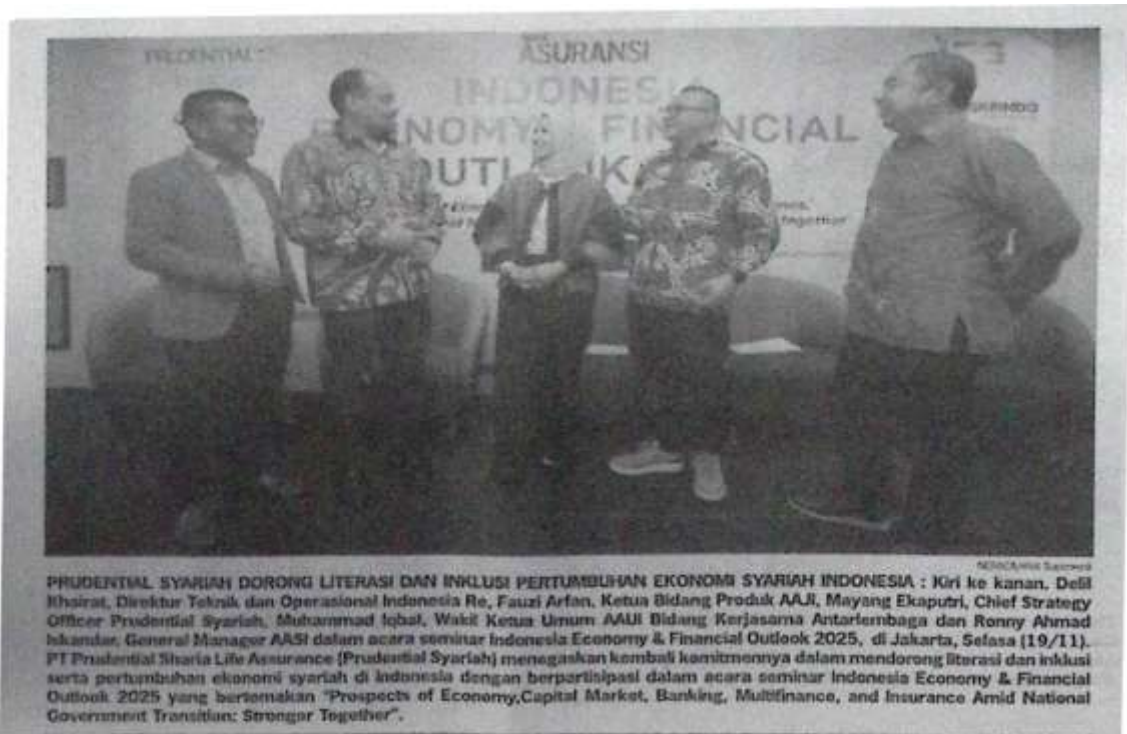 PRUDENTIAL
ASURANSI
INDONESIA
FINANCIAL
together
PRUDENTIAL SYARIAH DORONG LITERASI DAN INKLUSI PERTUMBUHAN EKONOMI SYARIAH INDONESIA : Kiri ke kanan, Delil
Khairat, Direktur Teknik dan Operasional Indonesia Re, Fauzi Arfan, Ketua Bidang Produk AAJI, Mayang Ekaputri, Chief Strategy
Officer Prudential Syariah, Muhammad Iqbal, Wakil Ketua Umum AAUI Bidang Kerjasama Antarlembaga dan Ronny Ahmad
Iskandar, General Manager AASI dalam acara seminar Indonesia Economy & Financial Outlook 2025, di Jakarta, Selasa (19/11).
PT Prudential Sharia Life Assurance (Prudential Syariah) menegaskan kembali komitmennya dalam mendorong literasi dan inklusi
serta pertumbuhan ekonomi syariah di Indonesia dengan berpartisipasi dalam acara seminar Indonesia Economy & Financial
Outlook 2025 yang bertemakan "Prospects of Economy,Capital Market, Banking, Multifinance, and Insurance Amid National
Government Transition: Stronger Together".